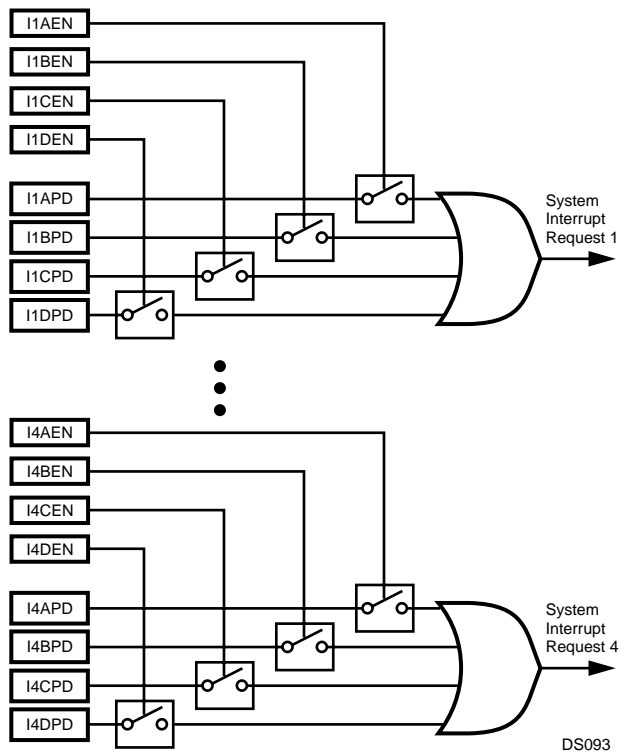 I1AEN
I1BEN
I1CEN
I1DEN
I1APD
I1BPD
I1CPD
I1DPD
System
Interrupt
Request 1
I4AEN
I4BEN
I4CEN
I4DEN
I4APD
I4BPD
I4CPD
I4DPD
System
Interrupt
Request 4
DS093